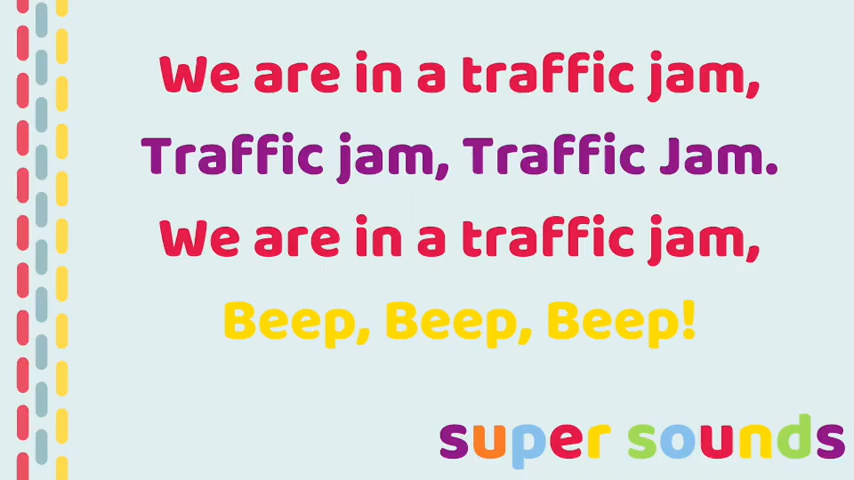 We are in a traffic jam,
Traffic jam, Traffic Jam.
We are in a traffic jam,
Beep, Beep, Beep!
super sounds